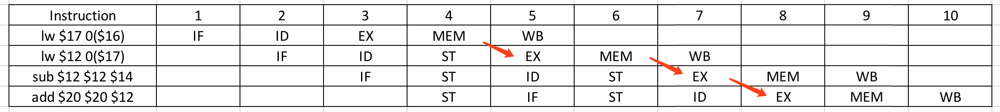 Instruction 1 2 3 4 5 6 7 8 9 10
lw $17 0($16) IF ID EX MEM WB
lw $12 0($17) IF ID ST EX MEM WB
sub $12 $12 $14 IF ST ID ST EX MEM WB
add $20 $20 $12 ST IF ST ID EX MEM WB